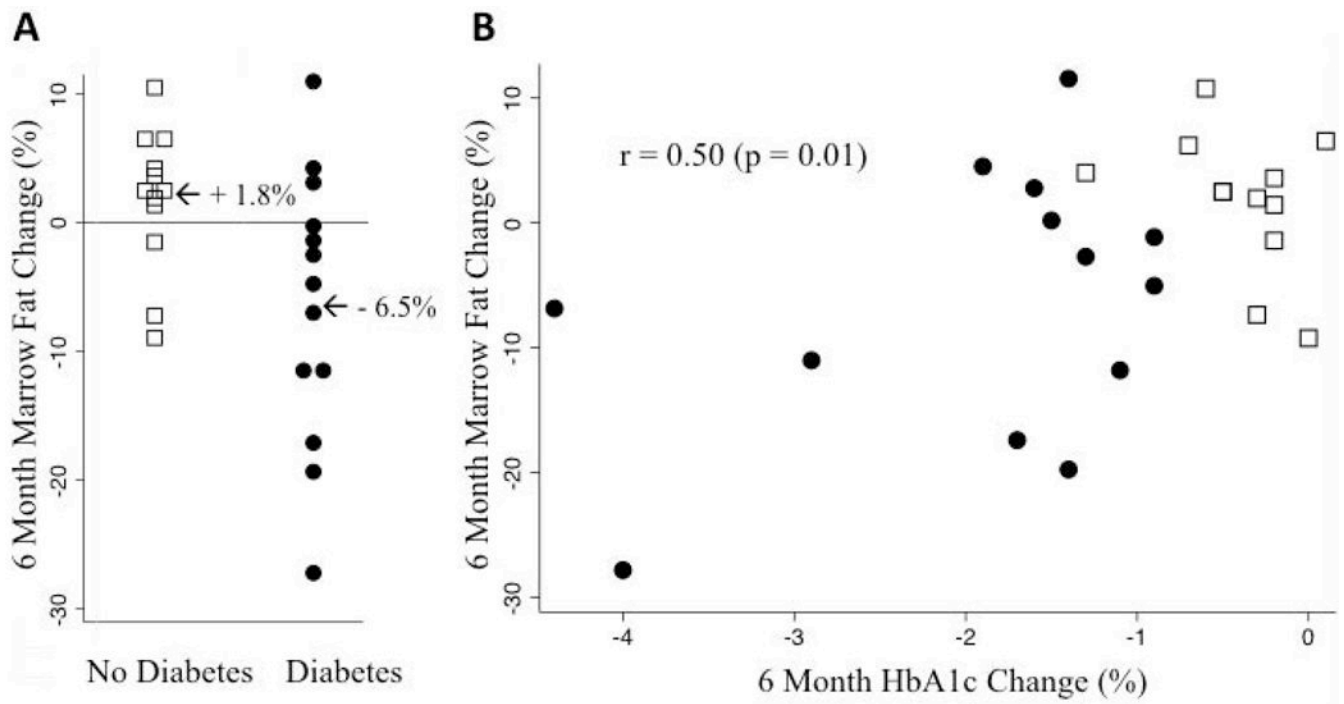 A
6 Month Marrow Fat Change (%)
10
0
-10
-20
-30
+ 1.8%
- 6.5%
No Diabetes
Diabetes
B
6 Month Marrow Fat Change (%)
10
0
-10
-20
-30
r = 0.50 (p = 0.01)
-4
-3
-2
-1
0
6 Month HbA1c Change (%)